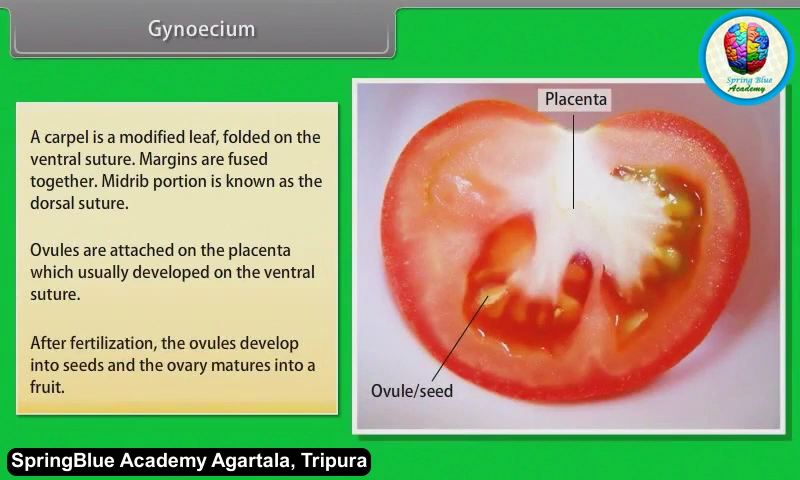 Gynoecium
Spring Blue
Academy
A carpel is a modified leaf, folded on the
ventral suture. Margins are fused
together. Midrib portion is known as the
dorsal suture.
Ovules are attached on the placenta
which usually developed on the ventral
suture.
After fertilization, the ovules develop
into seeds and the ovary matures into a
fruit.
Placenta
Ovule/seed
SpringBlue Academy Agartala, Tripura